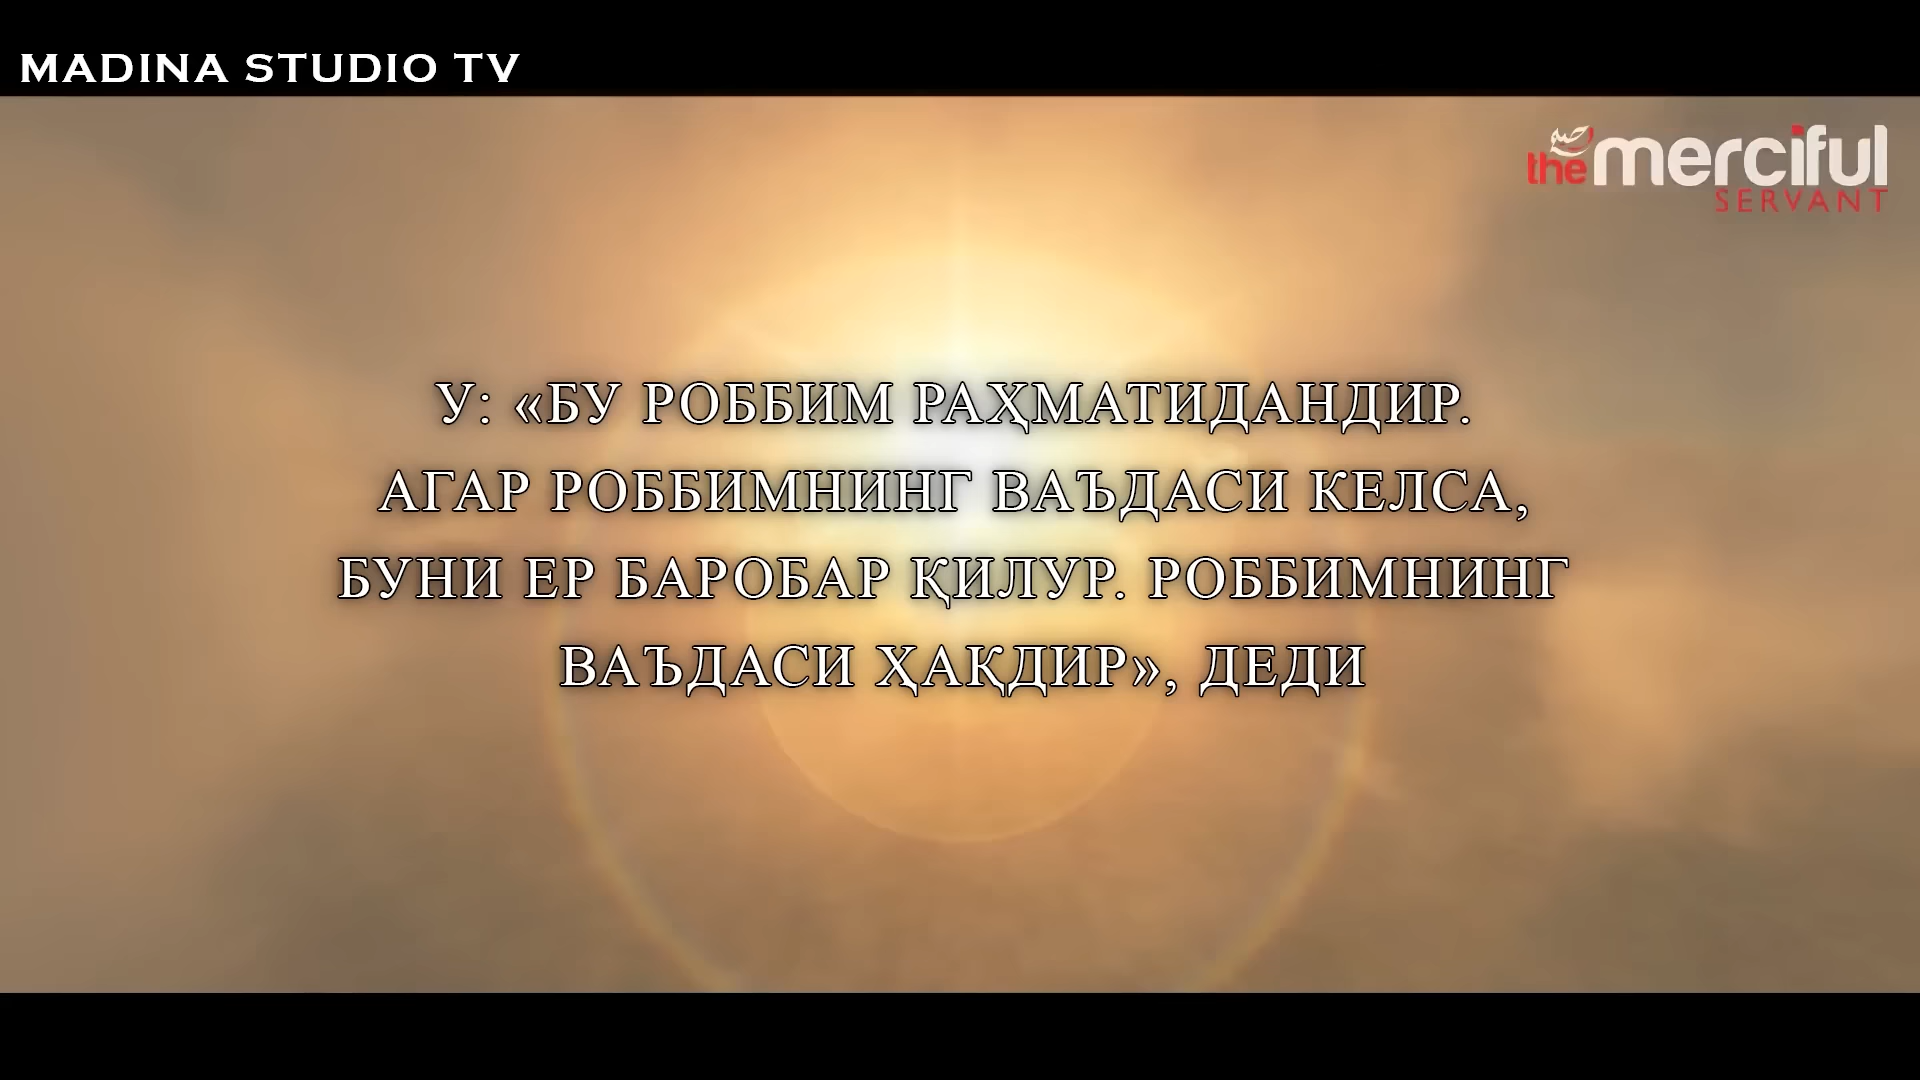 MADINA STUDIO TV
the merciful
SERVANT
У: «БУ РОББИМ РАҲМАТИДАНДИР.
АГАР РОББИМНИНГ ВАЪДАСИ КЕЛСА,
БУНИ ЕР БАРОБАР ҚИЛУР. РОББИМНИНГ
ВАЪДАСИ ҲАҚДИР», ДЕДИ